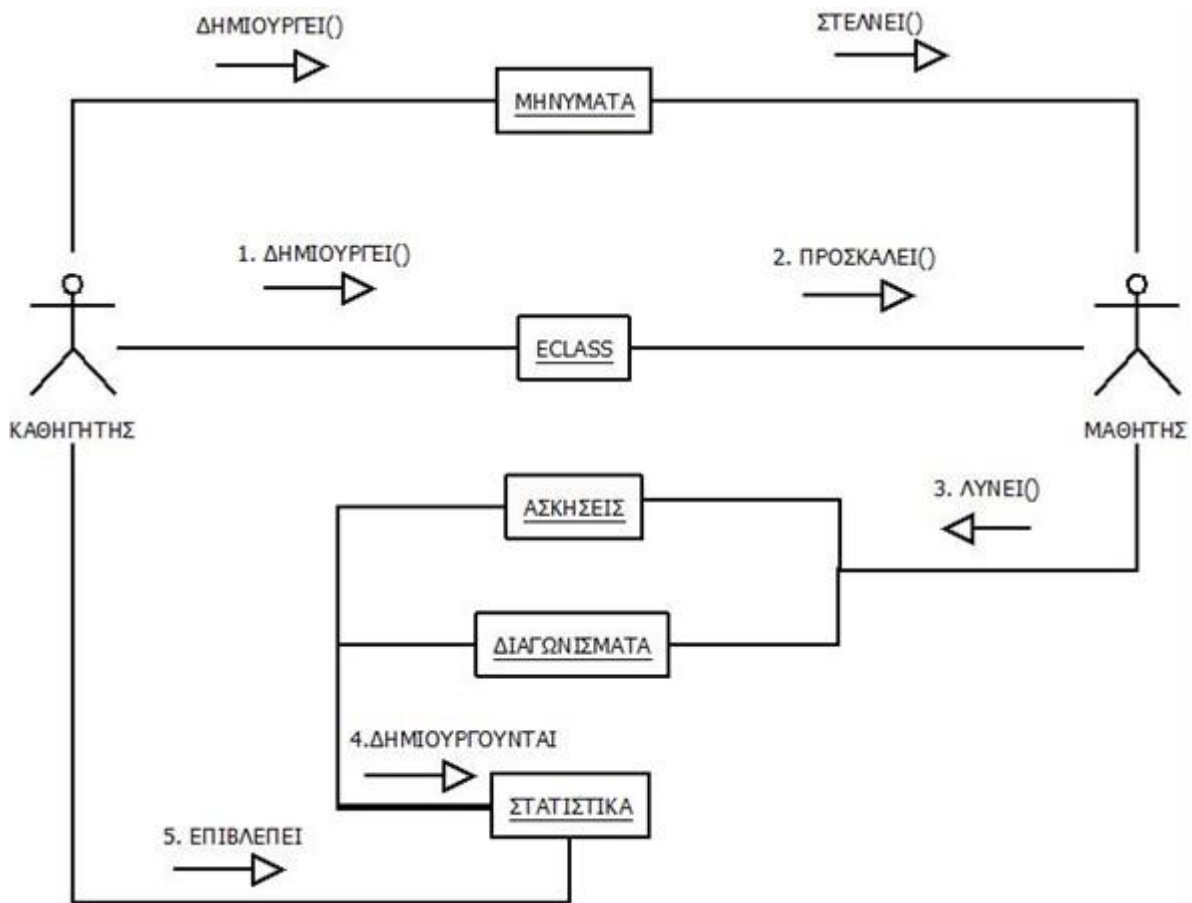 ΔΗΜΙΟΥΡΓΕΙ()
ΣΤΕΛΝΕΙ()
ΜΗΝΥΜΑΤΑ
1. ΔΗΜΙΟΥΡΓΕΙ()
2. ΠΡΟΣΚΑΛΕΙ()
ECLASS
ΚΑΘΗΓΗΤΗΣ
ΜΑΘΗΤΗΣ
ΑΣΚΗΣΕΙΣ
3. ΛΥΝΕΙ()
ΔΙΑΓΩΝΙΣΜΑΤΑ
4.ΔΗΜΙΟΥΡΓΟΥΝΤΑΙ
ΣΤΑΤΙΣΤΙΚΑ
5. ΕΠΙΒΛΕΠΕΙ